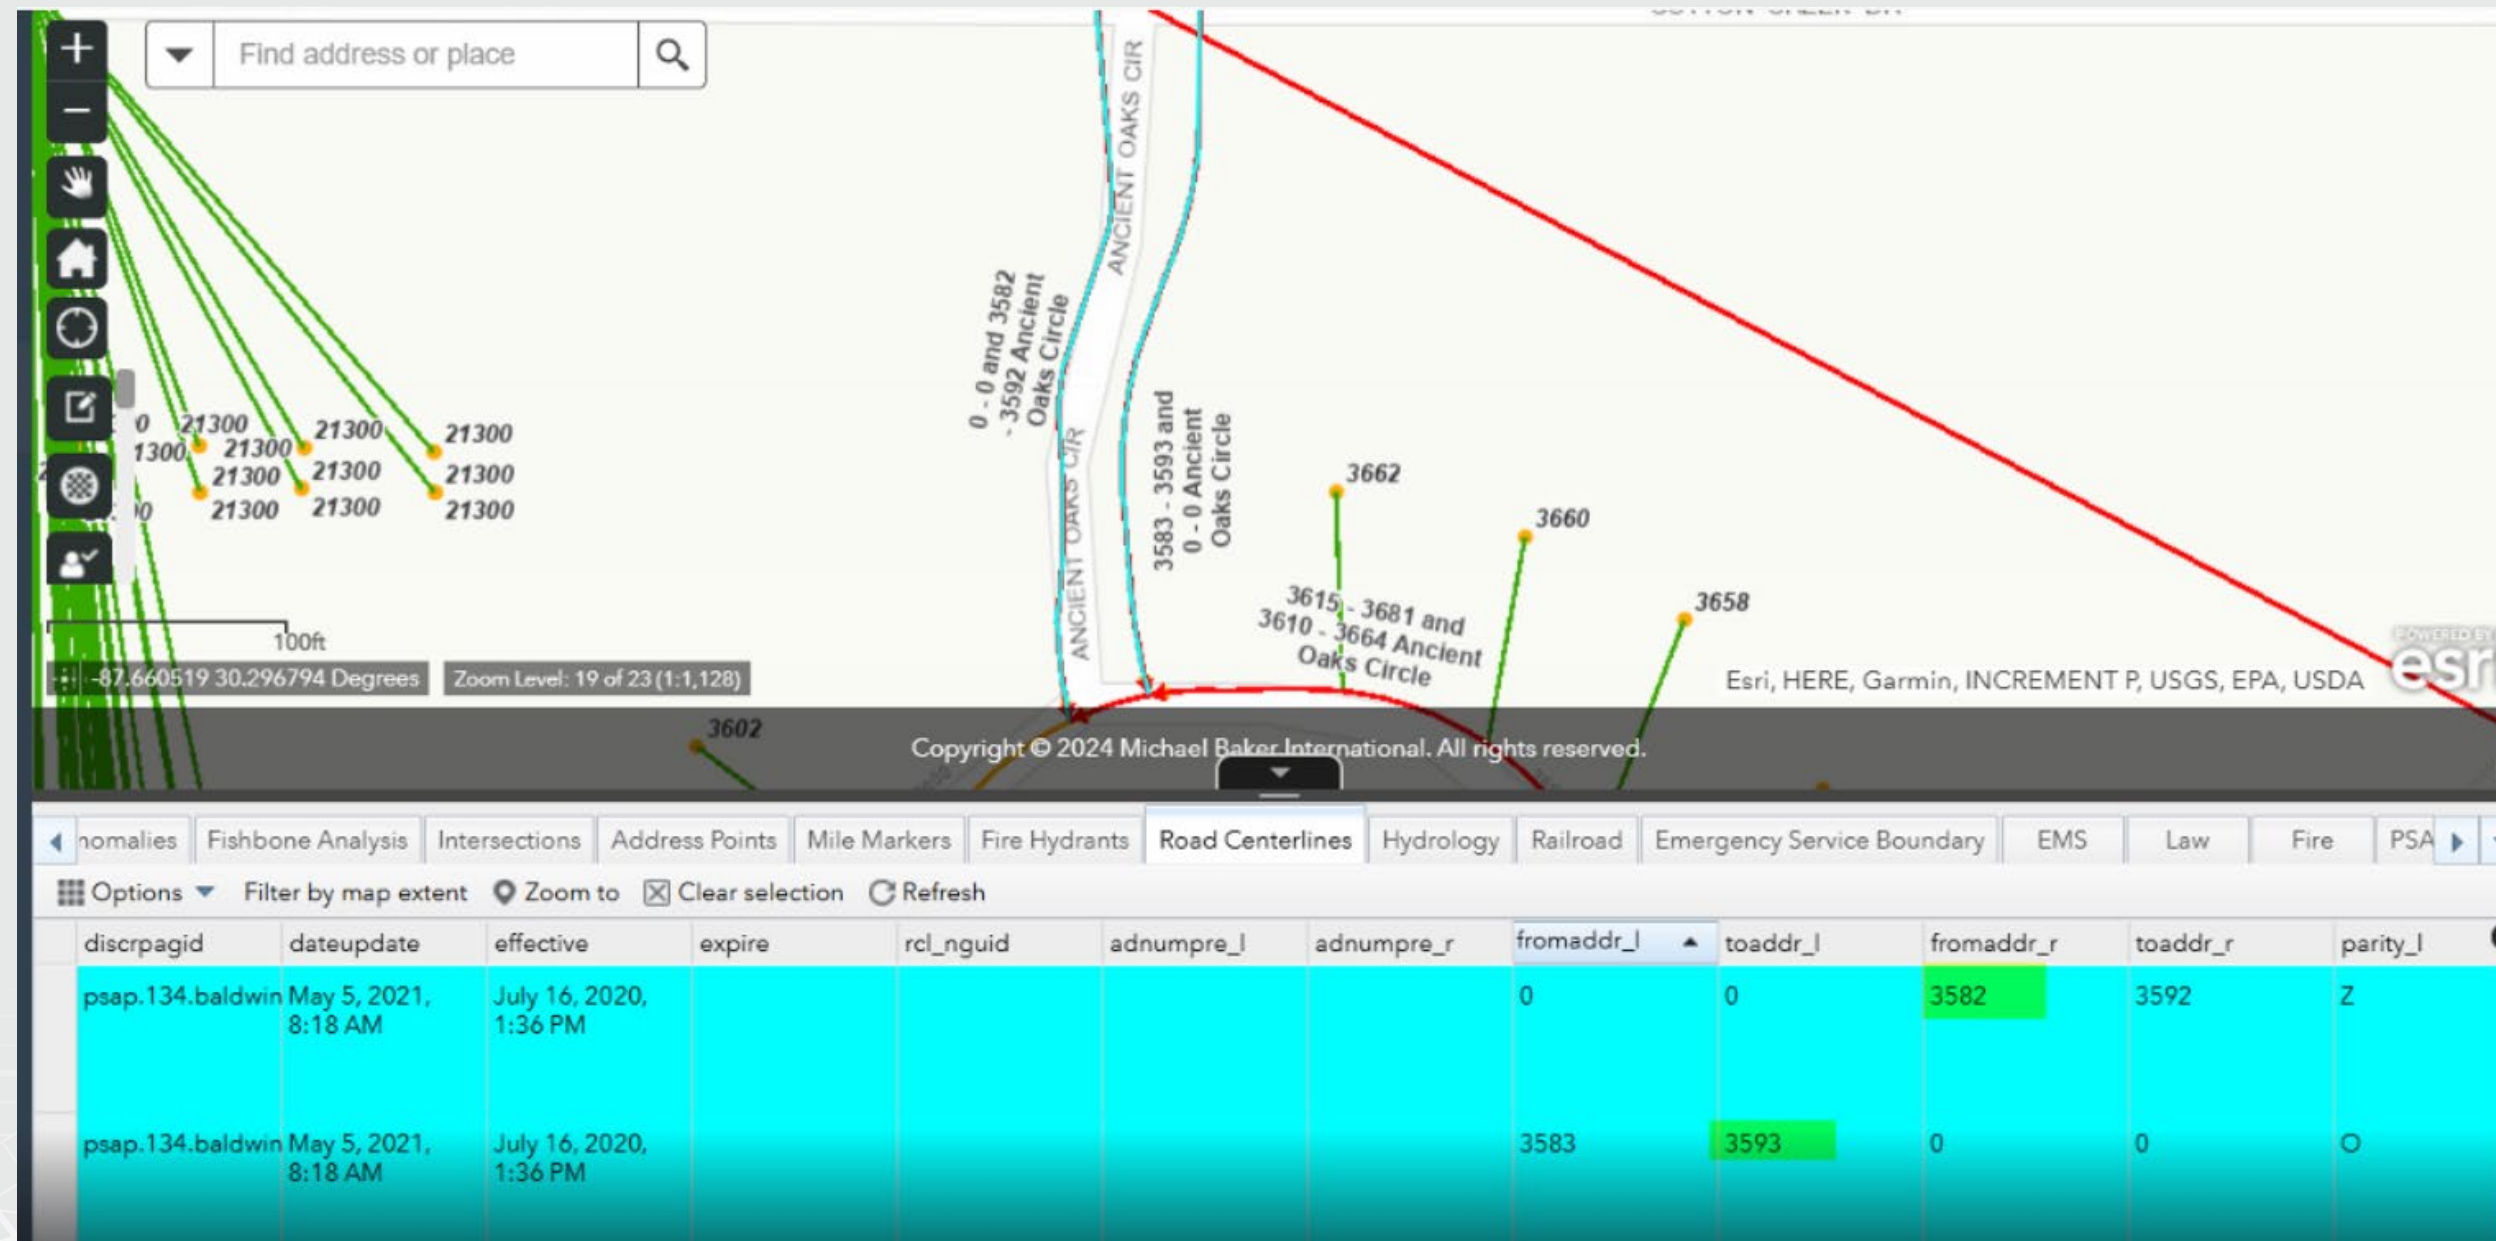 Find address or place
ANCIENT OAKS CIR
0 - 0 and 3582
- 3592 Ancient
Oaks Circle
3583 - 3593 and
0 - 0 Ancient
Oaks Circle
ANCIENT OAKS CIR
21300
21300
21300
21300
21300
21300
21300
21300
21300
21300
3662
3660
3658
3615 - 3681 and
3610 - 3664 Ancient
Oaks Circle
100ft
-87.660519 30.296794 Degrees
Zoom Level: 19 of 23 (1:1,128)
Esri, HERE, Garmin, INCREMENT P, USGS, EPA, USDA
POWERED BY
esri
3602
Copyright © 2024 Michael Baker International. All rights reserved.
nomalies Fishbone Analysis Intersections Address Points Mile Markers Fire Hydrants Road Centerlines Hydrology Railroad Emergency Service Boundary EMS Law Fire PSA
Options Filter by map extent Zoom to Clear selection Refresh
discrpagid dateupdate effective expire rcl_nguid adnumpre_l adnumpre_r fromaddr_l toaddr_l fromaddr_r toaddr_r parity_l
psap.134.baldwin May 5, 2021, July 16, 2020, 0 0 3582 3592 Z
8:18 AM 1:36 PM
psap.134.baldwin May 5, 2021, July 16, 2020, 3583 3593 0 0 O
8:18 AM 1:36 PM